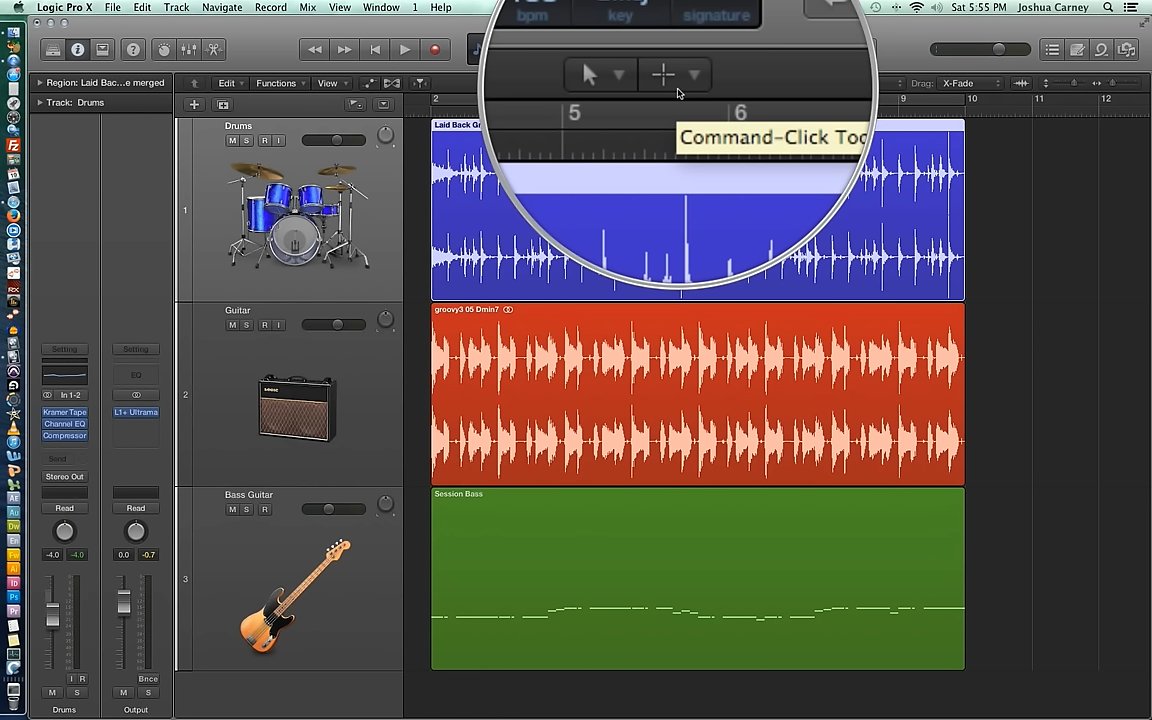 Logic Pro X File Edit Track Navigate Record Mix View Window 1 Help Sat 5:55 PM Joshua Carney
bpm key signature
Region: Laid Bac...e merged
Edit Functions View Drag: X-Fade
Track: Drums
2 5 6 9 10 11 12
Command-Click Too
Drums
M S R I
Laid Back Gr
1
Guitar
M S R I
groovy3 05 Dmin7
2
LOGIC
Bass Guitar
M S R
Session Bass
3
Setting Setting
EQ
In 1-2
Kramer Tape L1+ Ultrama
Channel EQ
Compressor
Send
Stereo Out
Read Read
-4.0 -4.0 0.0 -0.7
I R Bnce
M S M S
Drums Output